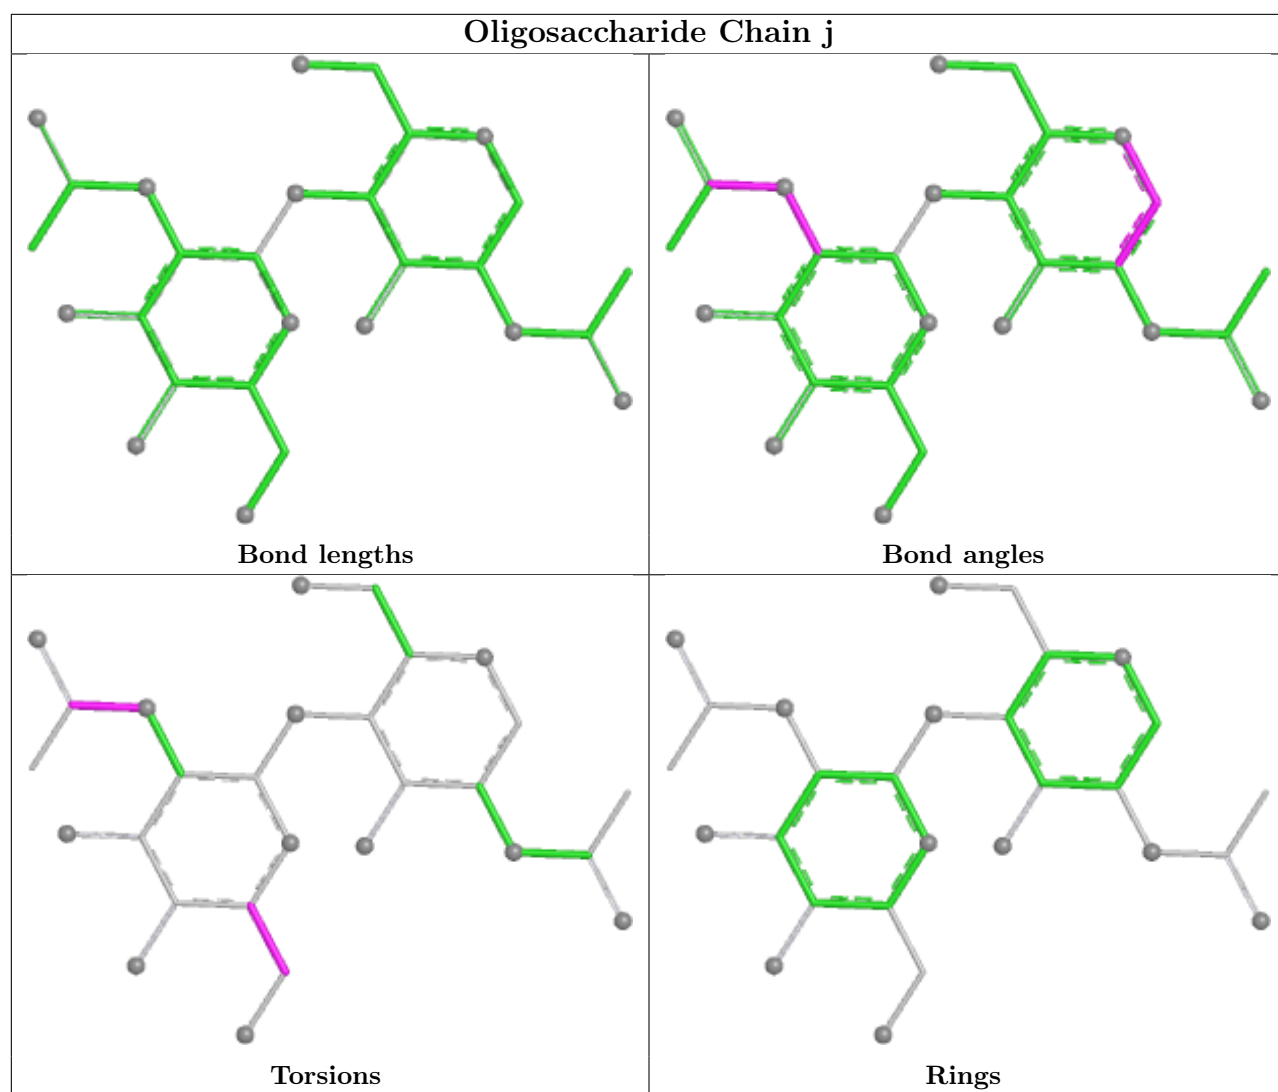 Oligosaccharide Chain j
Bond lengths
Bond angles
Torsions
Rings